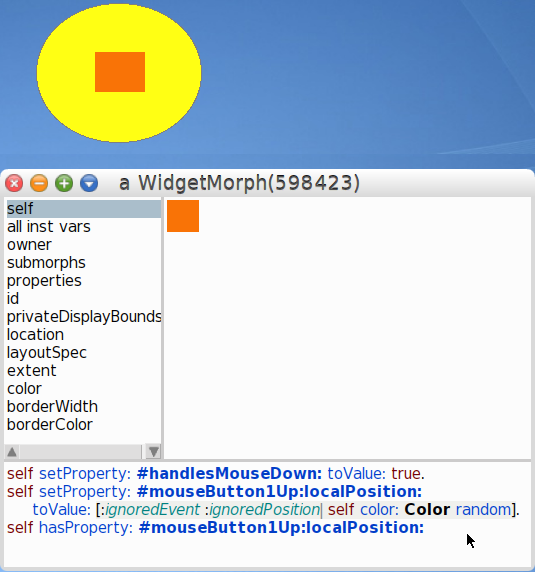 a WidgetMorph(598423)
self
all inst vars
owner
submorphs
properties
id
privateDisplayBounds
location
layoutSpec
extent
color
borderWidth
borderColor
self setProperty: #handlesMouseDown: toValue: true.
self setProperty: #mouseButton1Up:localPosition:
toValue: [:ignoredEvent :ignoredPosition| self color: Color random].
self hasProperty: #mouseButton1Up:localPosition: